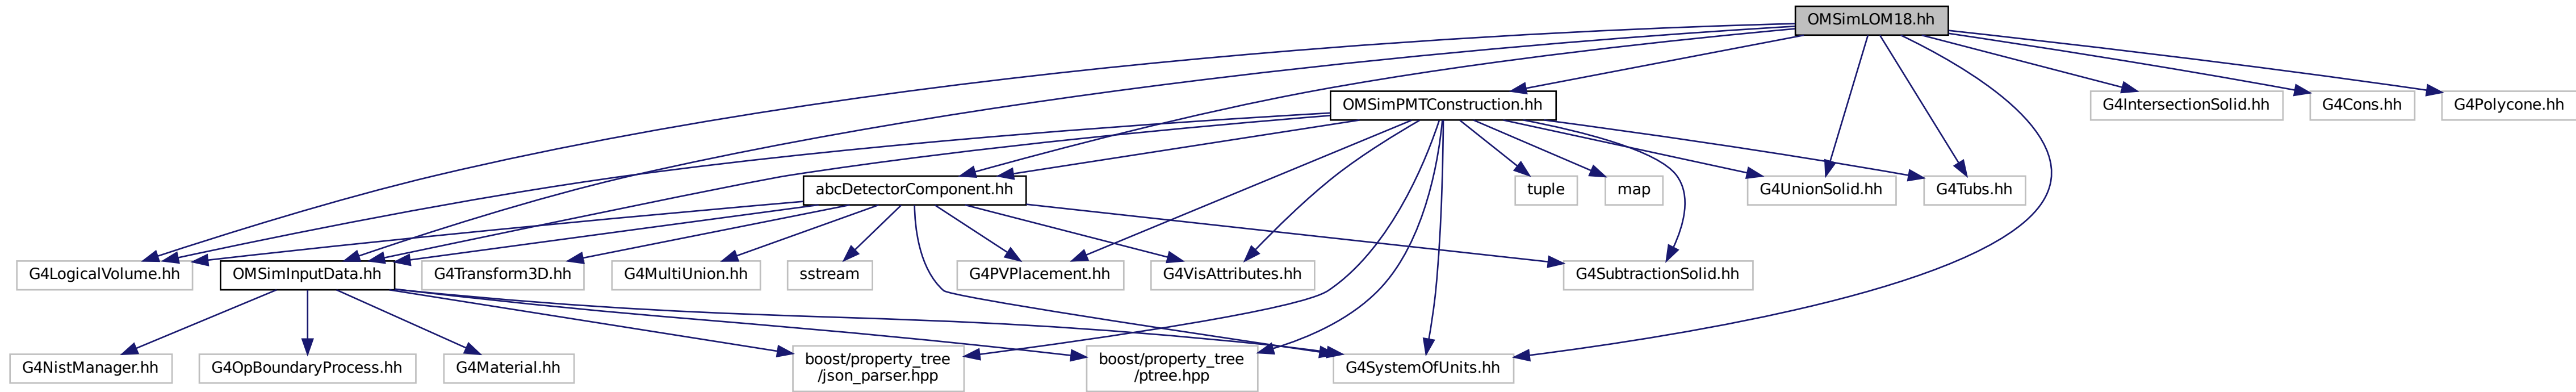 OMSimLOM18.hh
OMSimPMTConstruction.hh
G4IntersectionSolid.hh
G4Cons.hh
G4Polycone.hh
abcDetectorComponent.hh
tuple
map
G4UnionSolid.hh
G4Tubs.hh
G4LogicalVolume.hh
OMSimInputData.hh
G4Transform3D.hh
G4MultiUnion.hh
sstream
G4PVPlacement.hh
G4VisAttributes.hh
G4SubtractionSolid.hh
G4NistManager.hh
G4OpBoundaryProcess.hh
G4Material.hh
boost/property_tree
/json_parser.hpp
boost/property_tree
/ptree.hpp
G4SystemOfUnits.hh